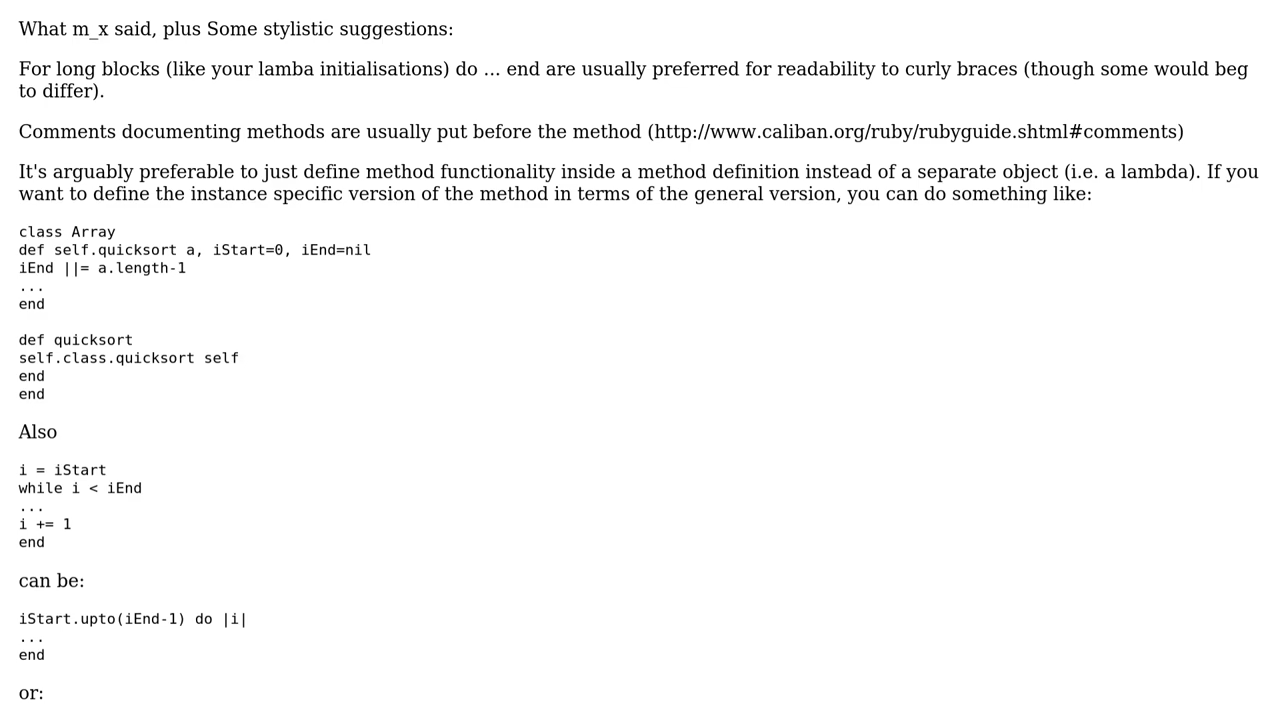 What m_x said, plus Some stylistic suggestions:
For long blocks (like your lamba initialisations) do ... end are usually preferred for readability to curly braces (though some would beg
to differ).
Comments documenting methods are usually put before the method (http://www.caliban.org/ruby/rubyguide.shtml#comments)
It's arguably preferable to just define method functionality inside a method definition instead of a separate object (i.e. a lambda). If you
want to define the instance specific version of the method in terms of the general version, you can do something like:
class Array
def self.quicksort a, iStart=0, iEnd=nil
iEnd ||= a.length-1
...
end
def quicksort
self.class.quicksort self
end
end
Also
i = iStart
while i < iEnd
...
i += 1
end
can be:
iStart.upto(iEnd-1) do |i|
...
end
or: